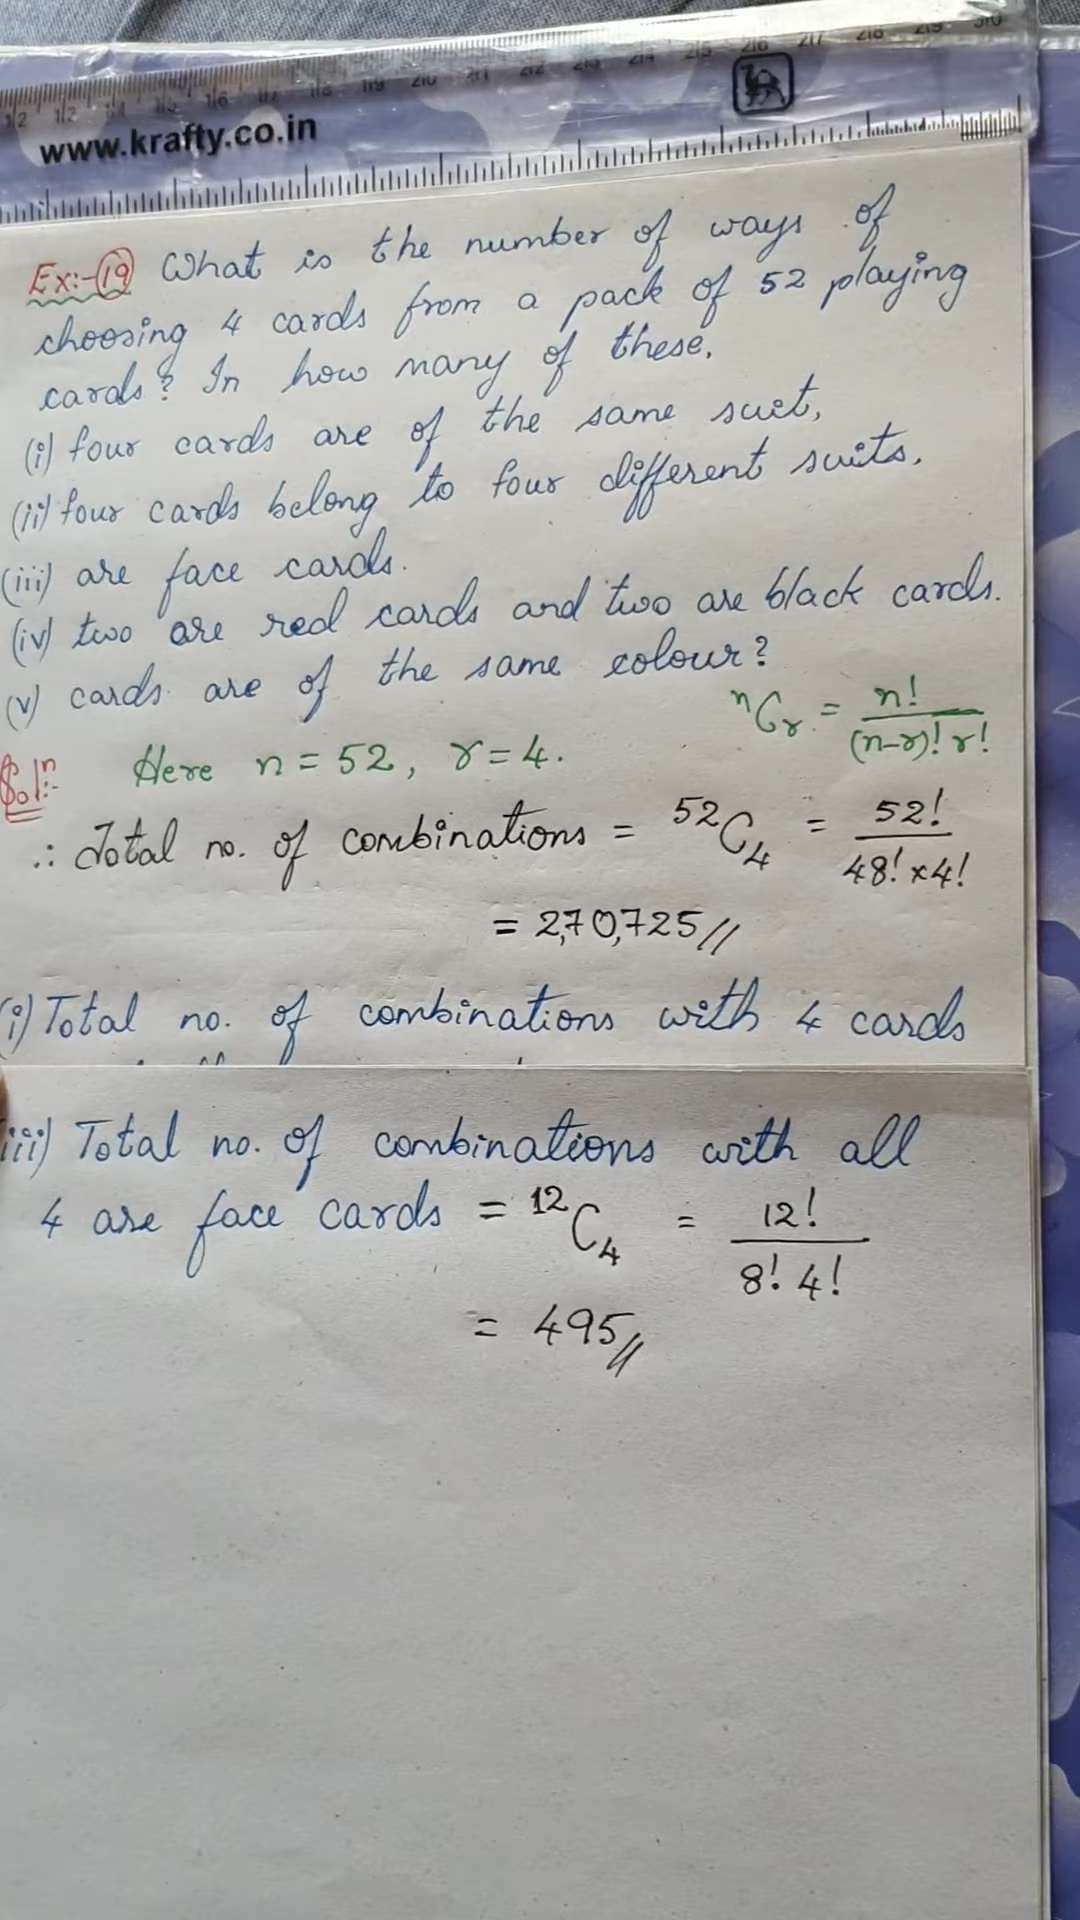 www.krafty.co.in
Ex:-(19) What is the number of ways of
choosing 4 cards from a pack of 52 playing
cards? In how many of these,
(i) four cards are of the same suit,
(ii) four cards belong to four different suits,
(iii) are face cards.
(iv) two are red cards and two are black cards.
(v) cards are of the same colour?
ⁿCᵣ = n! / (n-r)! r!
Solⁿ:- Here n = 52, r = 4.
∴ Total no. of combinations = ⁵²C₄ = 52! / 48! × 4!
= 2,70,725//
(i) Total no. of combinations with 4 cards
iii) Total no. of combinations with all
4 are face cards = ¹²C₄ = 12! / 8! 4!
= 495//